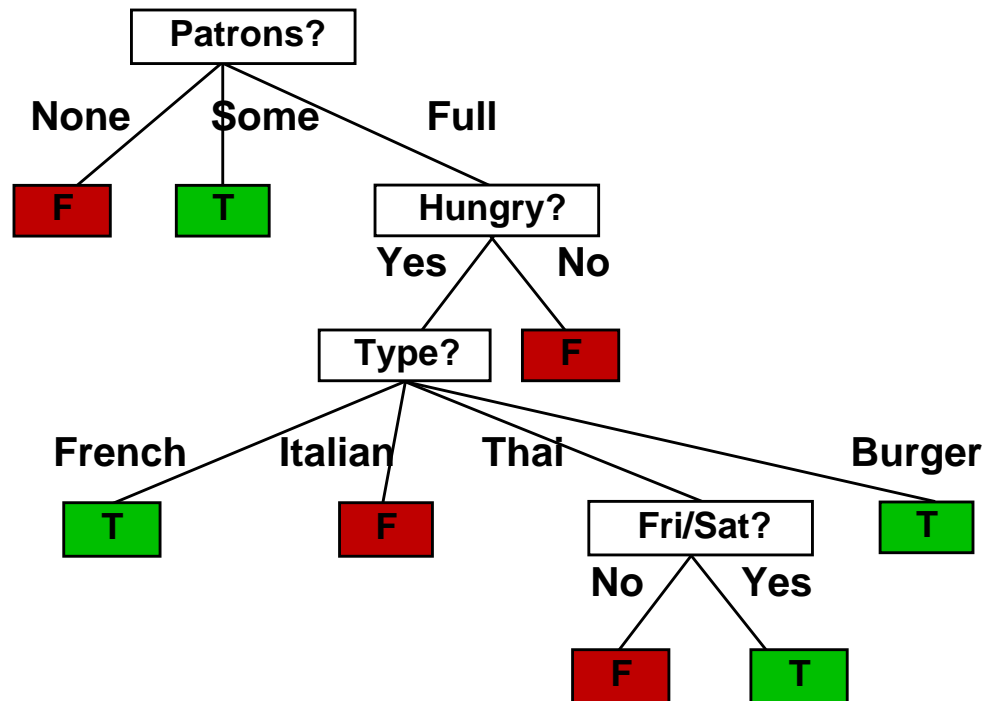 Patrons?
None Some Full
F T Hungry?
Yes No
Type? F
French Italian Thai Burger
T F Fri/Sat? T
No Yes
F T